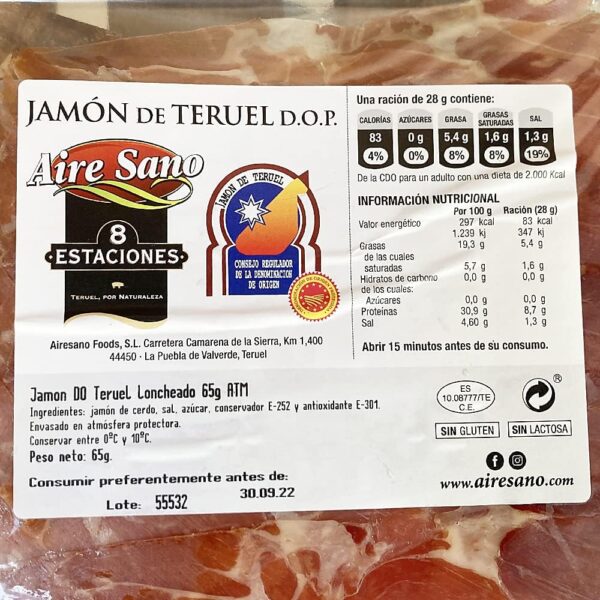 JAMÓN DE TERUEL D.O.P.
Aire Sano
8
ESTACIONES
TERUEL, POR NATURALEZA
JAMON DE TERUEL
CONSEJO REGULADOR
DE LA DENOMINACION
DE ORIGEN
Airesano Foods, S.L. Carretera Camarena de la Sierra, Km 1,400
44450 - La Puebla de Valverde, Teruel
Una ración de 28 g contiene:
CALORÍAS AZÚCARES GRASA GRASAS SATURADAS SAL
83 0 g 5,4 g 1,6 g 1,3 g
4% 0% 8% 8% 19%
De la CDO para un adulto con una dieta de 2.000 Kcal
INFORMACIÓN NUTRICIONAL
Por 100 g Ración (28 g)
Valor energético 297 kcal 83 kcal
1.239 kj 347 kj
Grasas 19,3 g 5,4 g
de las cuales
saturadas 5,7 g 1,6 g
Hidratos de carbono 0,0 g 0,0 g
de los cuales:
Azúcares 0,0 g 0,0 g
Proteínas 30,9 g 8,7 g
Sal 4,60 g 1,3 g
Abrir 15 minutos antes de su consumo.
Jamon DO Teruel Loncheado 65g ATM
Ingredientes: jamón de cerdo, sal, azúcar, conservador E-252 y antioxidante E-301.
Envasado en atmósfera protectora.
Conservar entre 0ºC y 10ºC.
Peso neto: 65g.
Consumir preferentemente antes de:
30.09.22
Lote: 55532
ES
10.08777/TE
C.E.
®
SIN GLUTEN SIN LACTOSA
www.airesano.com